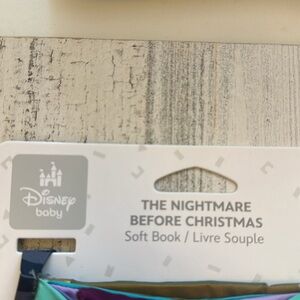 Disney
baby
THE NIGHTMARE
BEFORE CHRISTMAS
Soft Book / Livre Souple